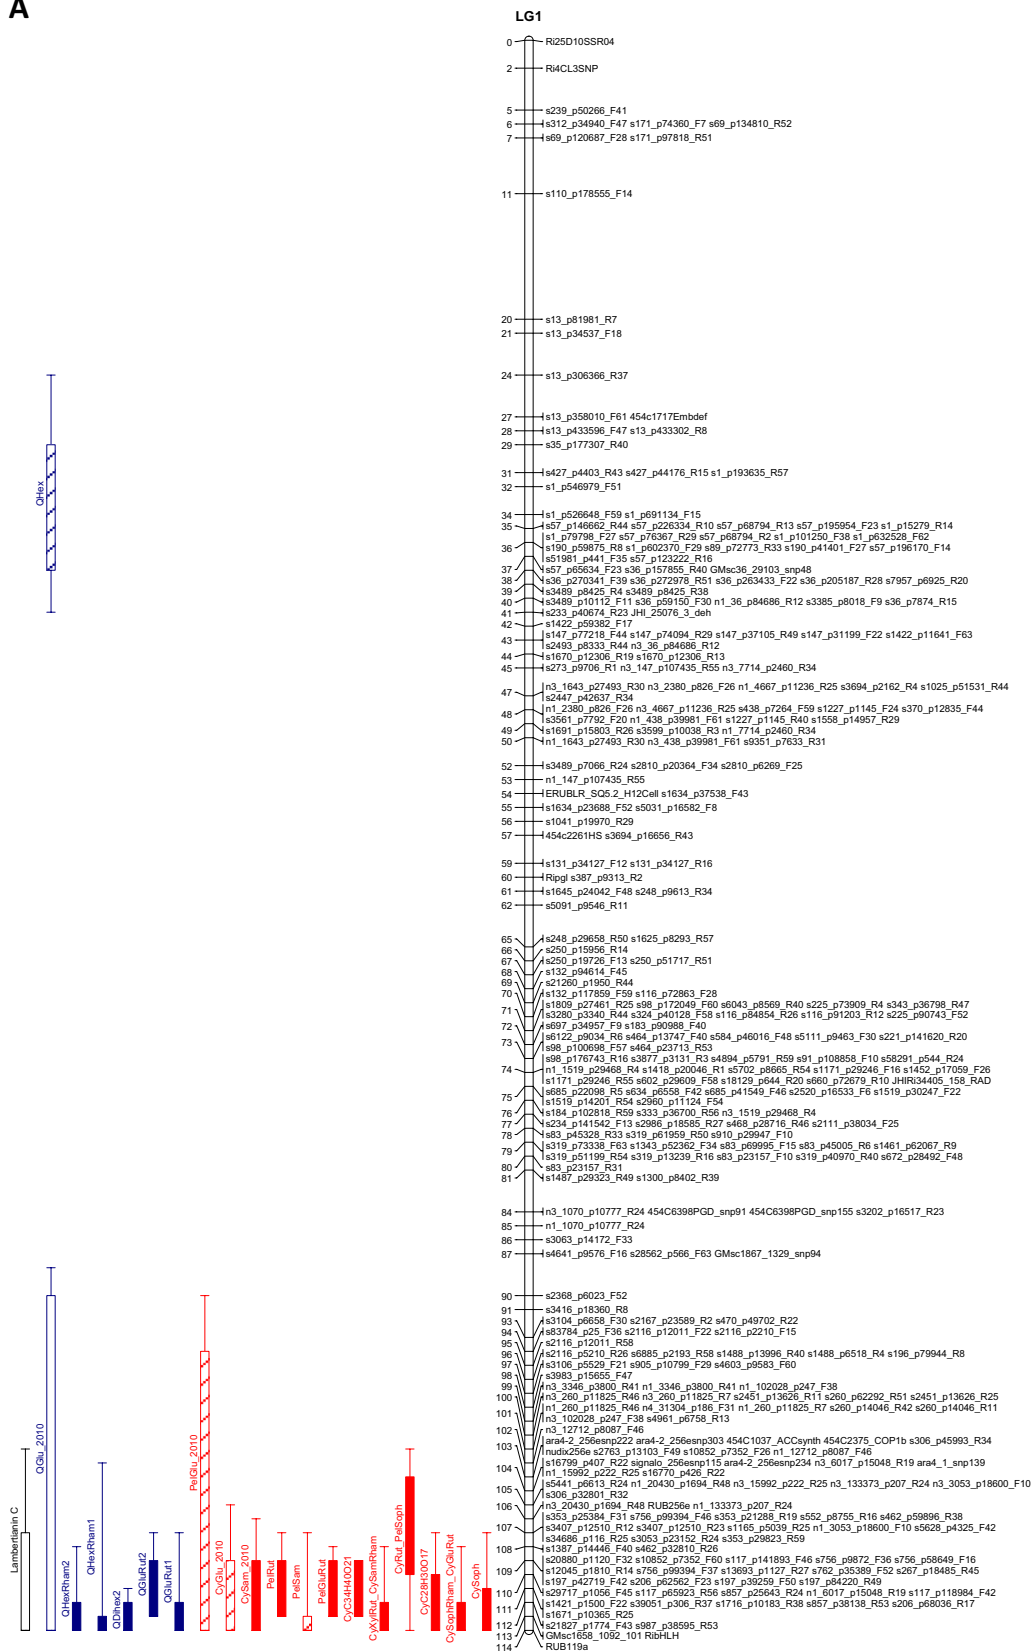 A
LG1
0 Ri25D10SSR04
2 Ri4CL3SNP
5 s239_p50266_F41
6 s312_p34940_F47 s171_p74360_F7 s69_p134810_R52
7 s69_p120687_F28 s171_p97818_R51
11 s110_p178555_F14
20 s13_p81981_R7
21 s13_p34537_F18
24 s13_p306366_R37
27 s13_p358010_F61 454c1717Embdef
28 s13_p433596_F47 s13_p433302_R8
29 s35_p177307_R40
31 s427_p4403_R43 s427_p44176_R15 s1_p193635_R57
32 s1_p546979_F51
34 s1_p526648_F59 s1_p691134_F15
35 s57_p146662_R44 s57_p226334_R10 s57_p68794_R13 s57_p195954_F23 s1_p15279_R14
s1_p79798_F27 s57_p76367_R29 s57_p68794_R2 s1_p101250_F38 s1_p632528_F62
36 s190_p59875_R8 s1_p602370_F29 s89_p72773_R33 s190_p41401_F27 s57_p196170_F14
s51981_p441_F35 s57_p123222_R16
37 s57_p65634_F23 s36_p157855_R40 GMsc36_29103_snp48
38 s36_p270341_F39 s36_p272978_R51 s36_p263433_F22 s36_p205187_R28 s7957_p6925_R20
39 s3489_p8425_R4 s3489_p8425_R38
40 s3489_p10112_F11 s36_p59150_F30 n1_36_p84686_R12 s3385_p8018_F9 s36_p7874_R15
41 s233_p40674_R23 JHI_25076_3_deh
42 s1422_p59382_F17
43 s147_p77218_F44 s147_p74094_R29 s147_p37105_R49 s147_p31199_F22 s1422_p11641_F63
s2493_p8333_R44 n3_36_p84686_R12
44 s1670_p12306_R19 s1670_p12306_R13
45 s273_p9706_R1 n3_147_p107435_R55 n3_7714_p2460_R34
47 n3_1643_p27493_R30 n3_2380_p826_F26 n1_4667_p11236_R25 s3694_p2162_R4 s1025_p51531_R44
s2447_p42637_R34
48 n1_2380_p826_F26 n3_4667_p11236_R25 s438_p7264_F59 s1227_p1145_F24 s370_p12835_F44
s3561_p7792_F20 n1_438_p39981_F61 s1227_p1145_R40 s1558_p14957_R29
49 s1691_p15803_R26 s3599_p10038_R3 n1_7714_p2460_R34
50 n1_1643_p27493_R30 n3_438_p39981_F61 s9351_p7633_R31
52 s3489_p7066_R24 s2810_p20364_F34 s2810_p6269_F25
53 n1_147_p107435_R55
54 ERUBLR_SQ5.2_H12Cell s1634_p37538_F43
55 s1634_p23688_F52 s5031_p16582_F8
56 s1041_p19970_R29
57 454c2261HS s3694_p16656_R43
59 s131_p34127_F12 s131_p34127_R16
60 Ripgl s387_p9313_R2
61 s1645_p24042_F48 s248_p9613_R34
62 s5091_p9546_R11
65 s248_p29658_R50 s1625_p8293_R57
66 s250_p15956_R14
67 s250_p19726_F13 s250_p51717_R51
68 s132_p94614_F45
69 s21260_p1950_R44
70 s132_p117859_F59 s116_p72863_F28
71 s1809_p27461_R25 s98_p172049_F60 s6043_p8569_R40 s225_p73909_R4 s343_p36798_R47
s3280_p3340_R44 s324_p40128_F58 s116_p84854_R26 s116_p91203_R12 s225_p90743_F52
72 s697_p34957_F9 s183_p90988_F40
73 s6122_p9034_R6 s464_p13747_F40 s584_p46016_F48 s5111_p9463_F30 s221_p141620_R20
s98_p100698_F57 s464_p23713_R53
s98_p176743_R16 s3877_p3131_R3 s4894_p5791_F59 s91_p108858_F10 s58291_p544_R24
74 n1_1519_p29468_R4 s1418_p20046_R1 s5702_p8665_R54 s1171_p29246_F16 s1452_p17059_F26
s1171_p29246_R55 s602_p29609_F58 s18129_p644_R20 s660_p72679_R10 JHIRi34405_158_RAD
75 s685_p22098_R5 s634_p6558_F42 s685_p41549_F46 s2520_p16533_F6 s1519_p30247_F22
s1519_p14201_R54 s2960_p11124_F54
76 s184_p102818_R59 s333_p36700_R56 n3_1519_p29468_R4
77 s234_p141542_F13 s2986_p18585_R27 s468_p28716_R46 s2111_p38034_F25
78 s83_p45328_R33 s319_p61959_R50 s910_p29947_F10
79 s319_p73338_F63 s1343_p52362_F34 s83_p69995_F15 s83_p45005_R6 s1461_p62067_R9
s319_p51199_R54 s319_p13239_R16 s83_p23157_F10 s319_p40970_R40 s672_p28492_F48
80 s83_p23157_R31
81 s1487_p29323_R49 s1300_p8402_R39
84 n3_1070_p10777_R24 454C6398PGD_snp91 454C6398PGD_snp155 s3202_p16517_R23
85 n1_1070_p10777_R24
86 s3063_p14172_F33
87 s4641_p9576_F16 s28562_p566_F63 GMsc1867_1329_snp94
90 s2368_p6023_F52
91 s3416_p18360_R8
93 s3104_p6658_F30 s2167_p23589_R2 s470_p49702_R22
94 s83784_p25_F36 s2116_p12011_F22 s2116_p2210_F15
95 s2116_p12011_R58
96 s2116_p5210_R26 s6885_p2193_R58 s1488_p13996_R40 s1488_p6518_R4 s196_p79944_R8
97 s3106_p5529_F21 s905_p10799_F29 s4603_p9583_F60
98 s3983_p15655_F47
99 n3_3346_p3800_R41 n1_3346_p3800_R41 n1_102028_p247_F38
100 n3_260_p11825_R46 n3_260_p11825_R7 s2451_p13626_R11 s260_p62292_R51 s2451_p13626_R25
101 n1_260_p11825_R46 n4_31304_p186_F31 n1_260_p11825_R7 s260_p14046_R42 s260_p14046_R11
n3_102028_p247_F38 s4961_p6758_R13
102 n3_12712_p8087_F46
103 ara4-2_256esnp222 ara4-2_256esnp303 454C1037_ACCsynth 454C2375_COP1b s306_p45993_R34
nudix256e s2763_p13103_F49 s10852_p7352_F26 n1_12712_p8087_F46
104 s16799_p407_R22 signalo_256esnp115 ara4-2_256esnp234 n3_6017_p15048_R19 ara4_1_snp139
n1_15992_p222_R25 s16770_p426_R22
105 s5441_p6613_R24 n1_20430_p1694_R48 n3_15992_p222_R25 n3_133373_p207_R24 n3_3053_p18600_F10
s306_p32801_R32
106 n3_20430_p1694_R48 RUB256e n1_133373_p207_R24
107 s353_p25384_F31 s756_p99394_F46 s353_p21288_R19 s552_p8755_R16 s462_p59896_R38
s3407_p12510_R12 s3407_p12510_R23 s1165_p5039_R25 n1_3053_p18600_F10 s5628_p4325_F42
s34686_p116_R25 s3053_p23152_R24 s353_p29823_R59
108 s1387_p14446_F40 s462_p32810_R26
109 s20880_p1120_F32 s10852_p7352_F60 s117_p141893_F46 s756_p9872_F36 s756_p58649_F16
s12045_p1810_R14 s756_p99394_F37 s13693_p1127_R27 s762_p35389_F52 s267_p18485_R45
s197_p42719_F42 s206_p62562_F23 s197_p39259_F50 s197_p84220_R49
110 s29717_p1056_F45 s117_p65923_R56 s857_p25643_R24 n1_6017_p15048_R19 s117_p118984_F42
111 s1421_p1500_F22 s39051_p306_R37 s1716_p10183_R38 s857_p38138_R53 s206_p68036_R17
s1671_p10365_R25
112 s21827_p1774_F43 s987_p38595_R53
113 GMsc1658_1092_101 RibHLH
114 RUB119a
QHex
Lambertianin C
QGlu_2010
QHexRham2
QHexRham1
QDihex2
QGluRut2
QGluRut1
PelGlu_2010
CyGlu_2010
CySam_2010
PelRut
PelSam
PelGluRut
CyC34H40O21
CyXylRut_CySamRham
CyRut_PelSoph
CyC28H30O17
CySophRham_CyGluRut
CySoph